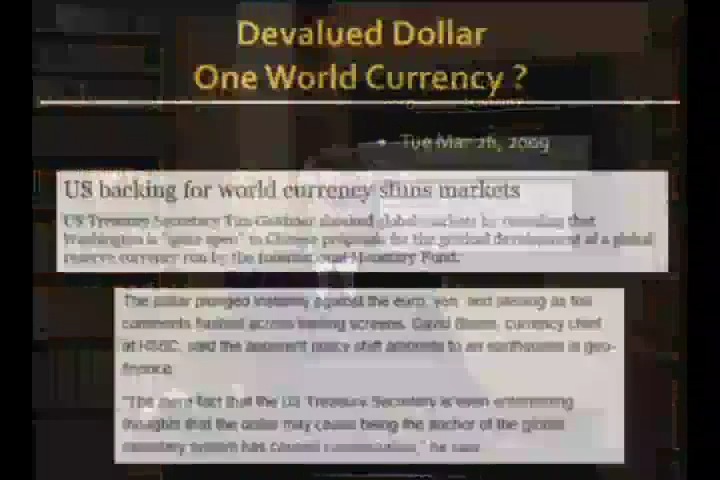 Devalued Dollar
One World Currency ?
Tue Mar 26, 2009
US backing for world currency stuns markets
US Treasury Secretary Tim Geithner shocked global markets by revealing that
Washington is "quite open" to Chinese proposals for the gradual development of a global
reserve currency run by the International Monetary Fund.
The dollar plunged instantly against the euro, yen, and sterling as the
comments flashed across trading screens. David Bloom, currency chief
at HSBC, said the apparent policy shift amounts to an earthquake in geo-
finance.
"The mere fact that the US Treasury Secretary is even entertaining
thoughts that the dollar may cease being the anchor of the global
monetary system has caused consternation," he said.